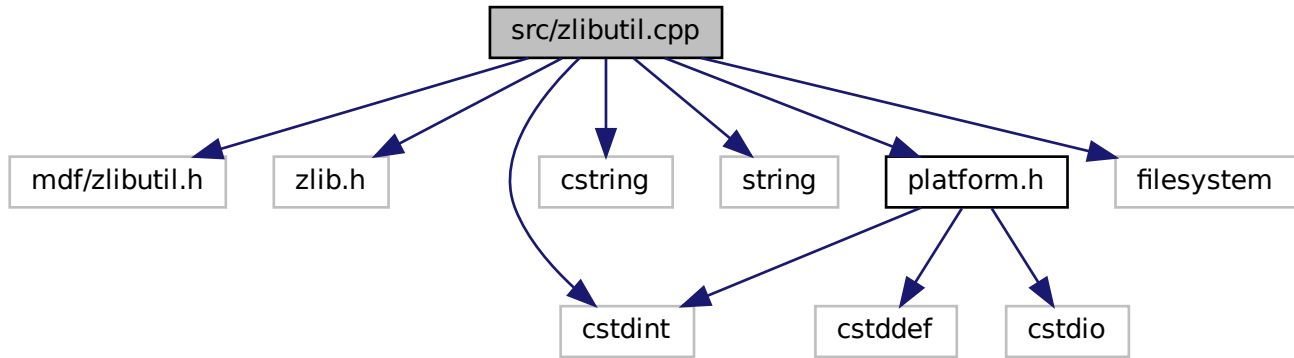 src/zlibutil.cpp
mdf/zlibutil.h
zlib.h
cstring
string
platform.h
filesystem
cstdint
cstddef
cstdio